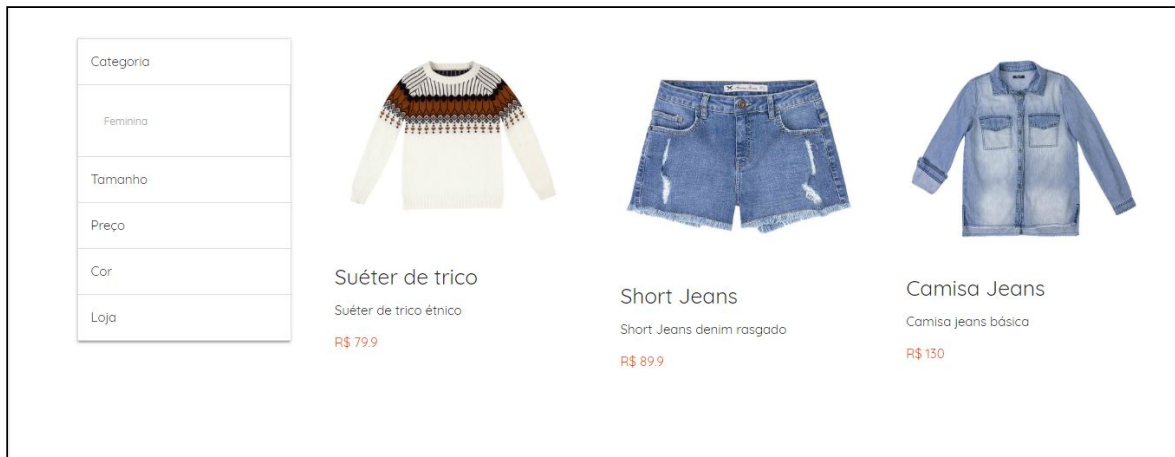 Categoria
Feminina
Tamanho
Preço
Cor
Loja
Suéter de trico
Suéter de trico étnico
R$ 79.9
Short Jeans
Short Jeans denim rasgado
R$ 89.9
Camisa Jeans
Camisa jeans básica
R$ 130